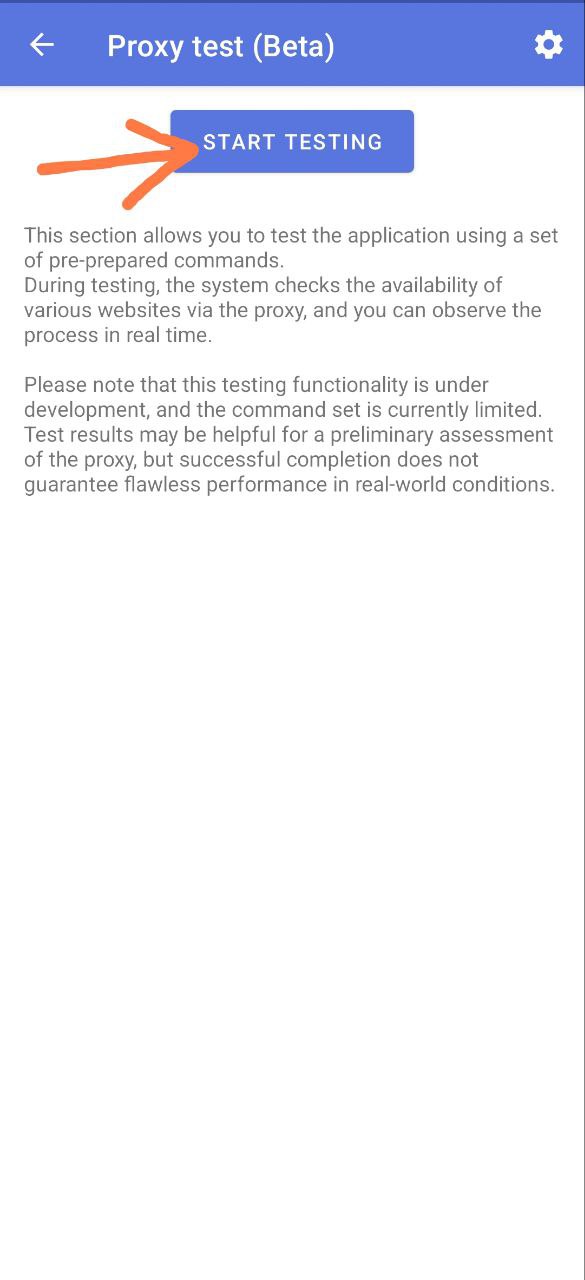 Proxy test (Beta)
START TESTING
This section allows you to test the application using a set
of pre-prepared commands.
During testing, the system checks the availability of
various websites via the proxy, and you can observe the
process in real time.
Please note that this testing functionality is under
development, and the command set is currently limited.
Test results may be helpful for a preliminary assessment
of the proxy, but successful completion does not
guarantee flawless performance in real-world conditions.